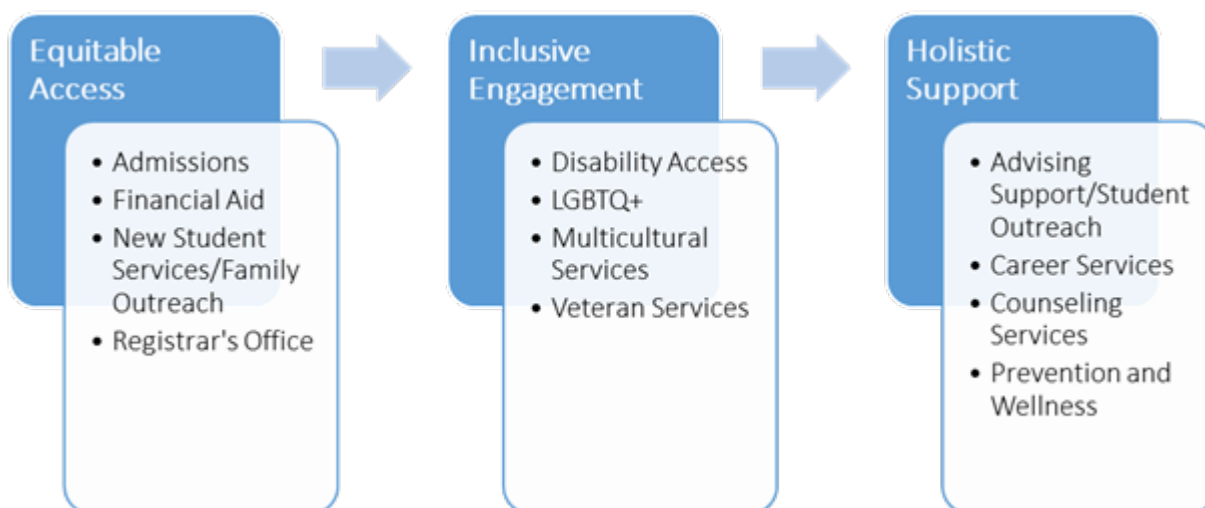 Equitable
Access
• Admissions
• Financial Aid
• New Student
Services/Family
Outreach
• Registrar's Office
Inclusive
Engagement
• Disability Access
• LGBTQ+
• Multicultural
Services
• Veteran Services
Holistic
Support
• Advising
Support/Student
Outreach
• Career Services
• Counseling
Services
• Prevention and
Wellness